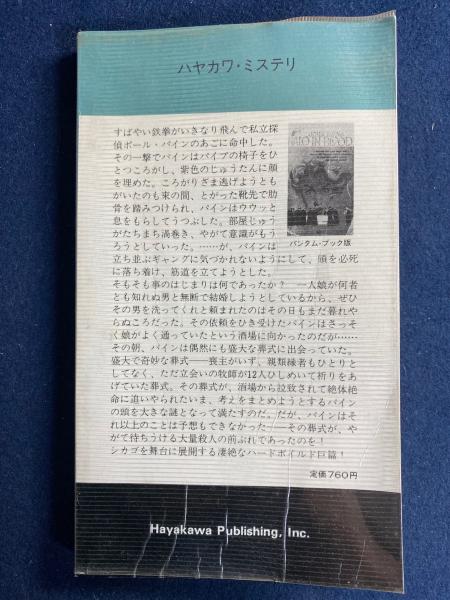 ハヤカワ・ミステリ
すばやい鉄拳がいきなり飛んで私立探
偵ポール・パインのあごに命中した。
その一撃でパインはパイプの椅子をひ
とつころがし、紫色のじゅうたんに顔
を埋めた。ころがりざま逃げようとも
がいたのも束の間、とがった靴先で肋
骨を踏みつけられ、パインはウウッと
息をもらしてうつぶした。部屋じゅう
がたちまち渦巻き、やがて意識がもう
ろうとしていった。……が、パインは
立ち並ぶギャングに気づかれないようにして、頭を必死
に落ち着け、筋道を立てようとした。
そもそも事のはじまりは何であったか? 一人娘が何者
とも知れぬ男と無断で結婚しようとしているから、ぜひ
その男を洗ってくれと頼まれたのはその日もまだ暮れや
らぬころだった。その依頼をひき受けたパインはさっそ
く娘がよく通っていたという酒場に向かったのだが……
その朝、パインは偶然にも盛大な葬式に出会っていた。
盛大で奇妙な葬式——喪主がいず、親類縁者もひとりと
してなく、ただ立会いの牧師が12人ひしめいて祈りをあ
げていた葬式。その葬式が、酒場から拉致されて絶体絶
命に追いやられたいま、考えをまとめようとするパイン
の頭を大きな謎となって満たすのだ。だが、パインはそ
れ以上のことは予想もできなかった——その葬式が、や
がて待ちうける大量殺人の前ぶれであったのを!
シカゴを舞台に展開する凄絶なハードボイルド巨篇!
バンタム・ブック版
定価760円
Hayakawa Publishing, Inc.